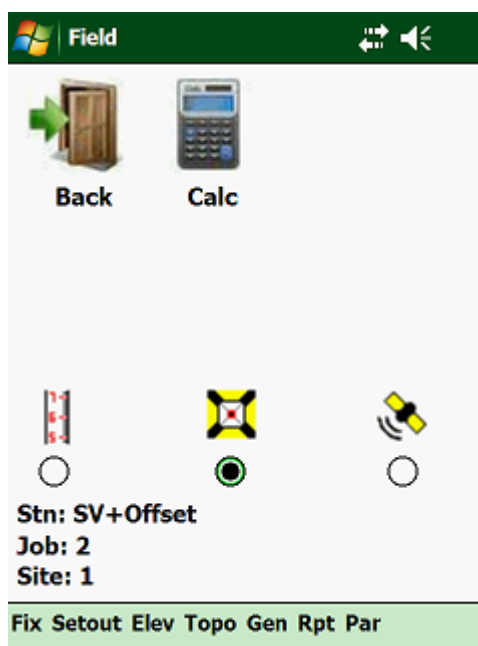 Field
Back Calc
Stn: SV+Offset
Job: 2
Site: 1
Fix Setout Elev Topo Gen Rpt Par